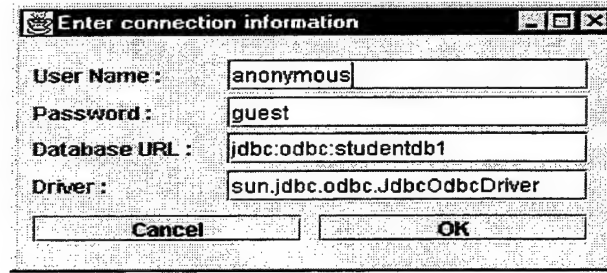 Enter connection information
User Name : anonymous
Password : guest
Database URL : jdbc:odbc:studentdb1
Driver : sun.jdbc.odbc.JdbcOdbcDriver
Cancel OK